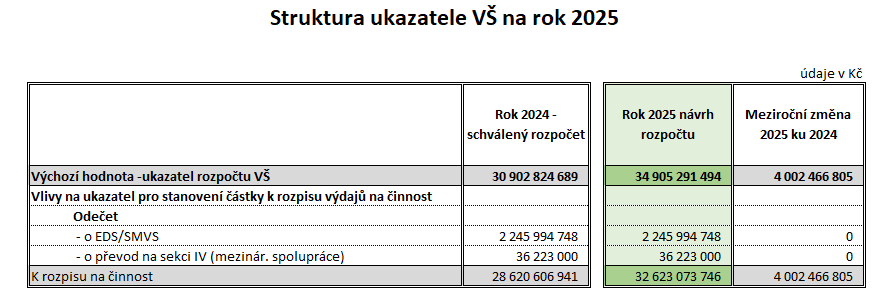 Struktura ukazatele VŠ na rok 2025
údaje v Kč
Rok 2024 - schválený rozpočet Rok 2025 návrh rozpočtu Meziroční změna 2025 ku 2024
Výchozí hodnota -ukazatel rozpočtu VŠ 30 902 824 689 34 905 291 494 4 002 466 805
Vlivy na ukazatel pro stanovení částky k rozpisu výdajů na činnost
Odečet
- o EDS/SMVS 2 245 994 748 2 245 994 748 0
- o převod na sekci IV (mezinár. spolupráce) 36 223 000 36 223 000 0
K rozpisu na činnost 28 620 606 941 32 623 073 746 4 002 466 805